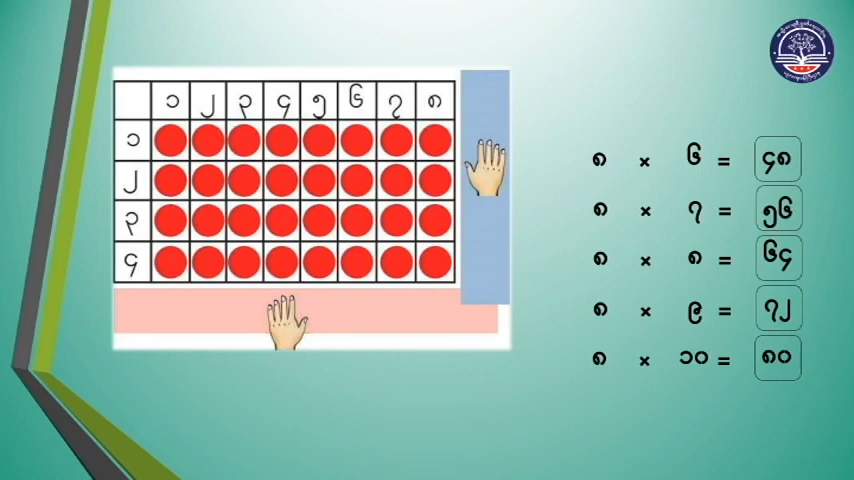 ၁ ၂ ၃ ၄ ၅ ၆ ၇ ၈
၁
၂
၃
၄
၈ × ၆ = ၄၈
၈ × ၇ = ၅၆
၈ × ၈ = ၆၄
၈ × ၉ = ၇၂
၈ × ၁၀ = ၈၀